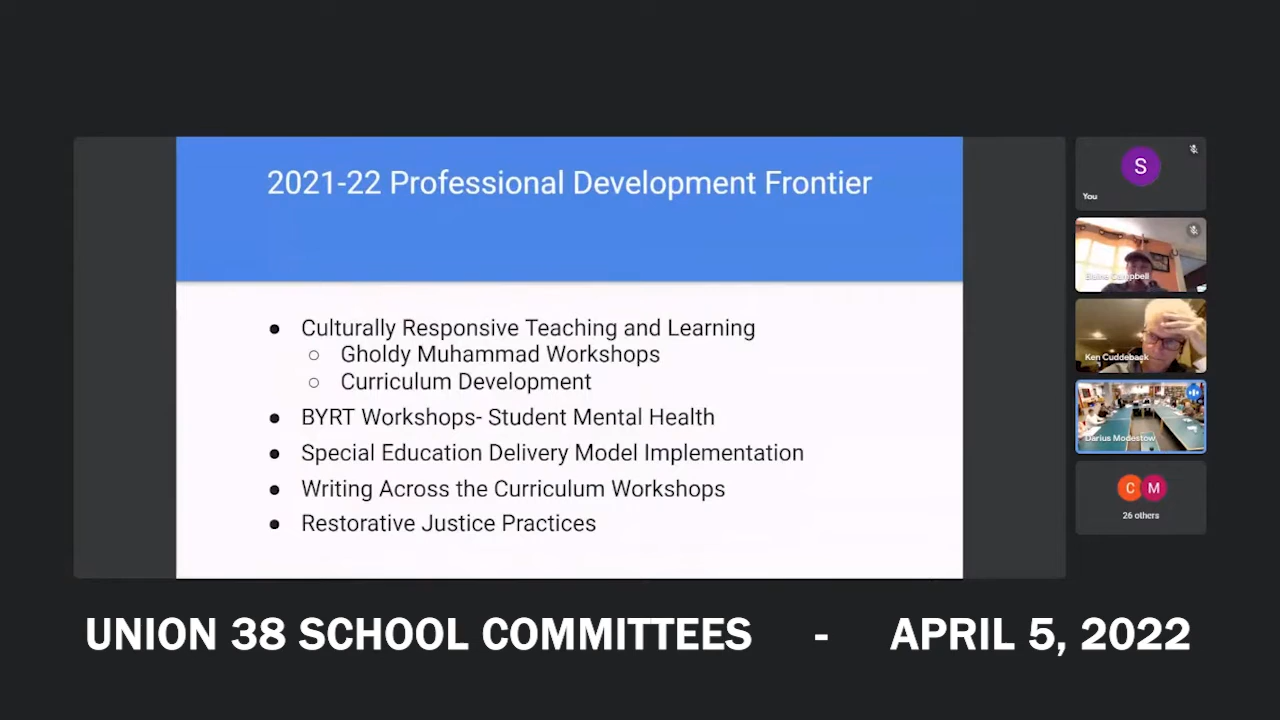 2021-22 Professional Development Frontier
● Culturally Responsive Teaching and Learning
○ Gholdy Muhammad Workshops
○ Curriculum Development
● BYRT Workshops- Student Mental Health
● Special Education Delivery Model Implementation
● Writing Across the Curriculum Workshops
● Restorative Justice Practices
S
You
Elaine Campbell
Ken Cuddeback
Darius Modestow
C M
26 others
UNION 38 SCHOOL COMMITTEES - APRIL 5, 2022